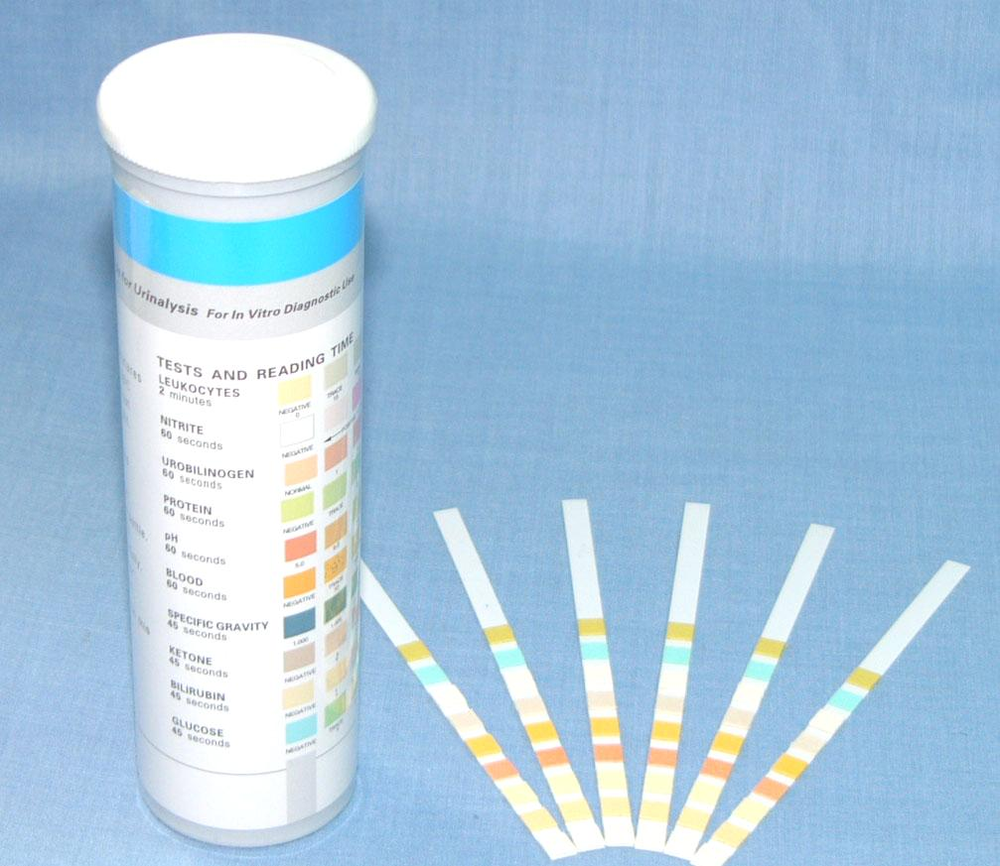 for Urinalysis For In Vitro Diagnostic Use
TESTS AND READING TIME
LEUKOCYTES
2 minutes
NEGATIVE
0
TRACE
15
NITRITE
60 seconds
NEGATIVE
UROBILINOGEN
60 seconds
NORMAL
1
PROTEIN
60 seconds
NEGATIVE
TRACE
pH
60 seconds
5.0
BLOOD
60 seconds
NEGATIVE
TRACE
SPECIFIC GRAVITY
45 seconds
1.000
KETONE
45 seconds
NEGATIVE
BILIRUBIN
45 seconds
NEGATIVE
GLUCOSE
45 seconds
NEGATIVE